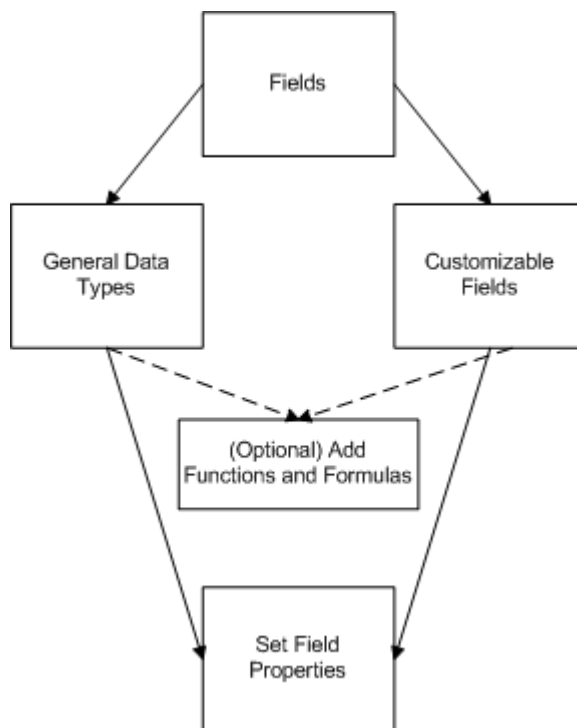 Fields
General Data
Types
Customizable
Fields
(Optional) Add
Functions and Formulas
Set Field
Properties